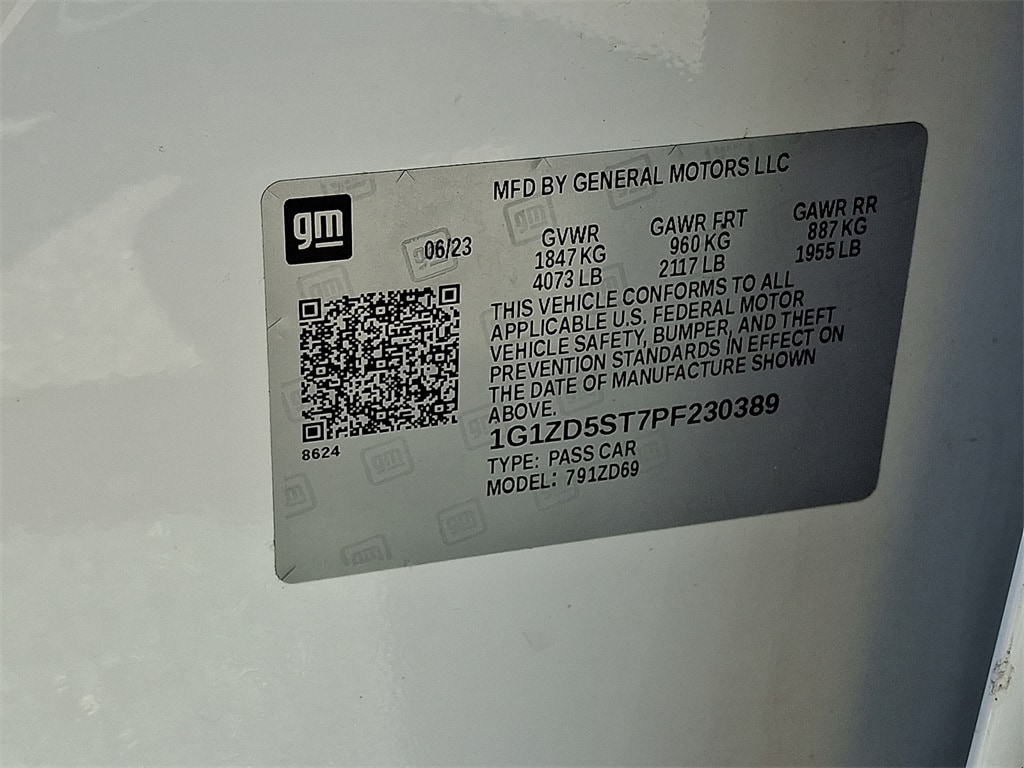 MFD BY GENERAL MOTORS LLC
gm
06/23
GVWR GAWR FRT GAWR RR
1847 KG 960 KG 887 KG
4073 LB 2117 LB 1955 LB
THIS VEHICLE CONFORMS TO ALL
APPLICABLE U.S. FEDERAL MOTOR
VEHICLE SAFETY, BUMPER, AND THEFT
PREVENTION STANDARDS IN EFFECT ON
THE DATE OF MANUFACTURE SHOWN
ABOVE.
1G1ZD5ST7PF230389
8624
TYPE: PASS CAR
MODEL: 791ZD69